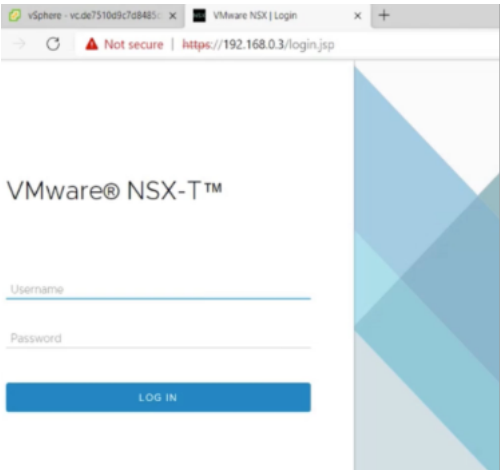 vSphere - vc.de7510d9c7d8485c
VMware NSX | Login
Not secure | https://192.168.0.3/login.jsp
VMware® NSX-T™
Username
Password
LOG IN